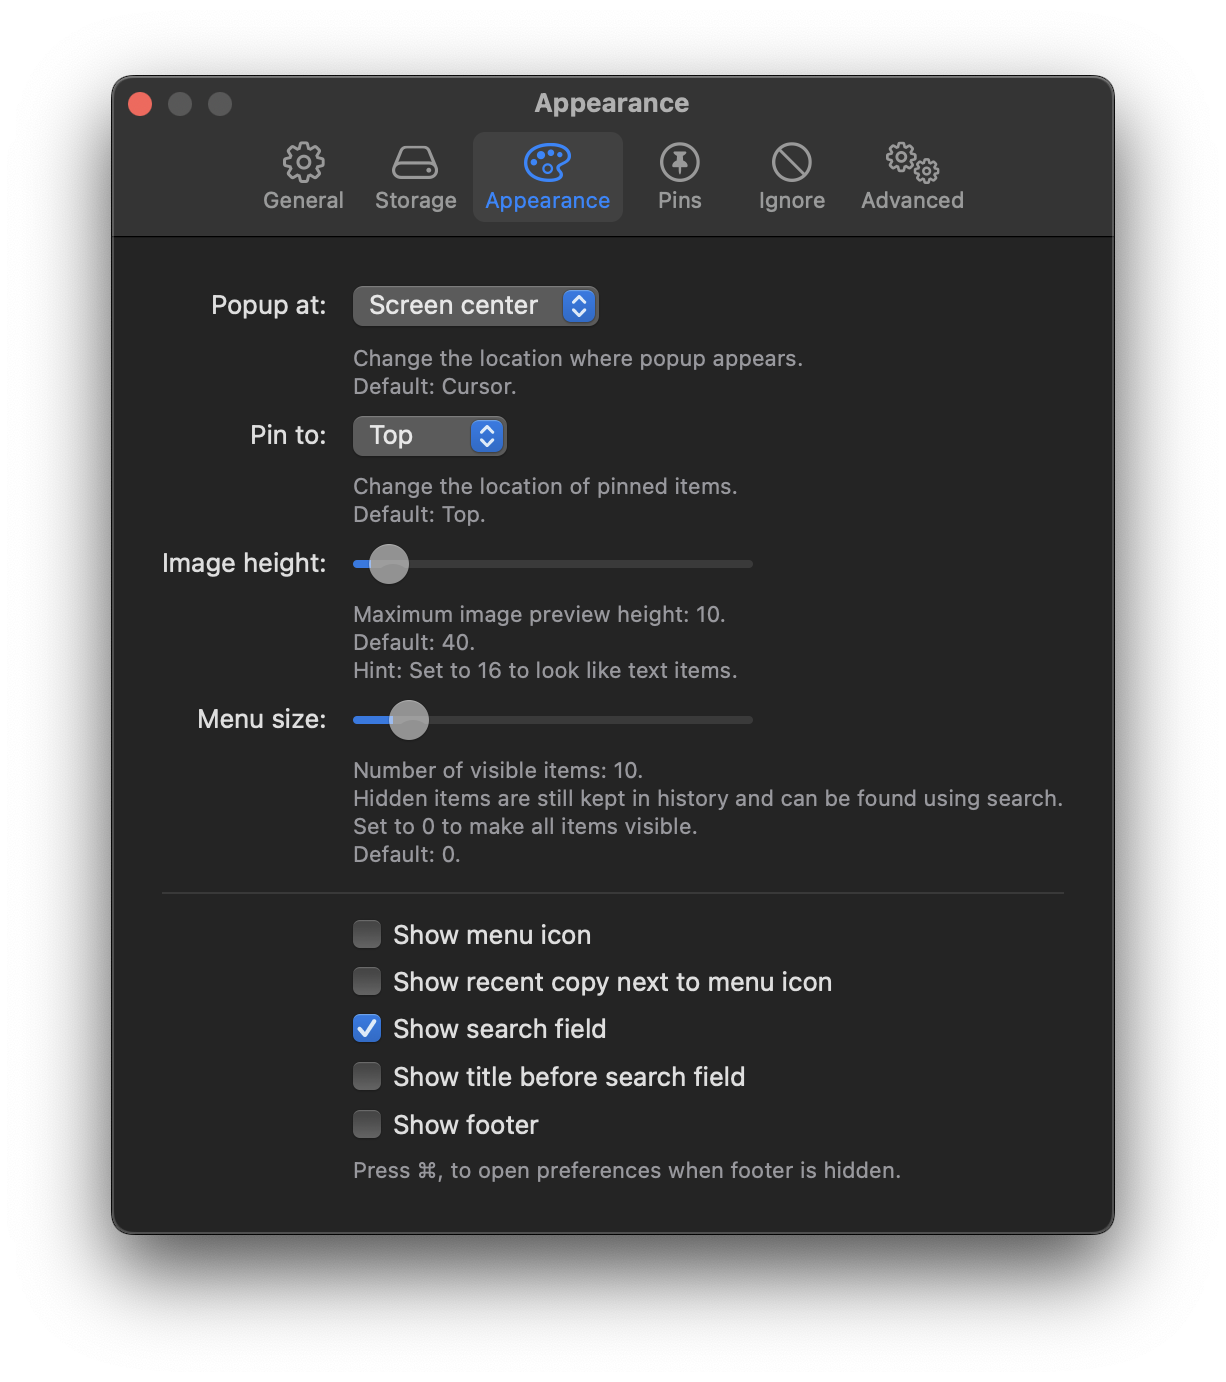 Appearance
General
Storage
Appearance
Pins
Ignore
Advanced
Popup at: Screen center
Change the location where popup appears.
Default: Cursor.
Pin to: Top
Change the location of pinned items.
Default: Top.
Image height:
Maximum image preview height: 10.
Default: 40.
Hint: Set to 16 to look like text items.
Menu size:
Number of visible items: 10.
Hidden items are still kept in history and can be found using search.
Set to 0 to make all items visible.
Default: 0.
Show menu icon
Show recent copy next to menu icon
Show search field
Show title before search field
Show footer
Press ⌘, to open preferences when footer is hidden.